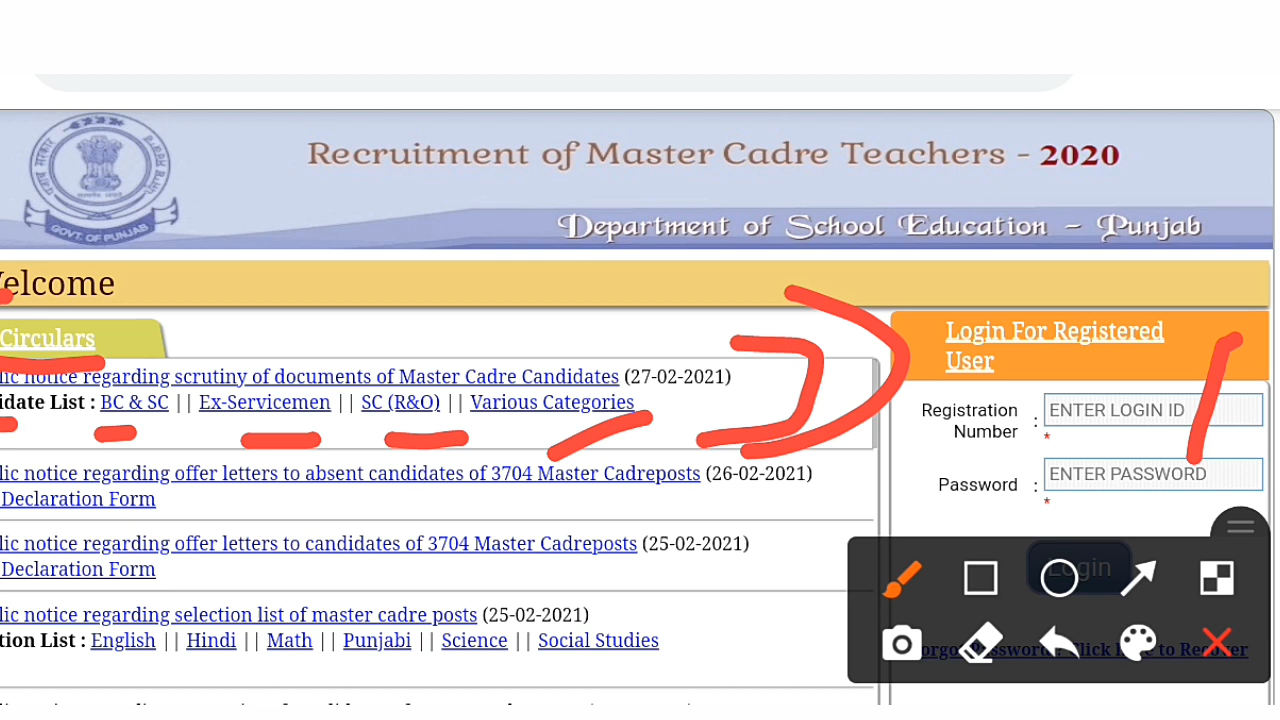 Recruitment of Master Cadre Teachers - 2020
Department of School Education - Punjab
GOVT. OF PUNJAB
elcome
Circulars
lic notice regarding scrutiny of documents of Master Cadre Candidates (27-02-2021)
idate List : BC & SC || Ex-Servicemen || SC (R&O) || Various Categories
lic notice regarding offer letters to absent candidates of 3704 Master Cadreposts (26-02-2021)
Declaration Form
lic notice regarding offer letters to candidates of 3704 Master Cadreposts (25-02-2021)
Declaration Form
lic notice regarding selection list of master cadre posts (25-02-2021)
tion List : English || Hindi || Math || Punjabi || Science || Social Studies
Login For Registered
User
Registration
Number : ENTER LOGIN ID
*
Password : ENTER PASSWORD
*
Login